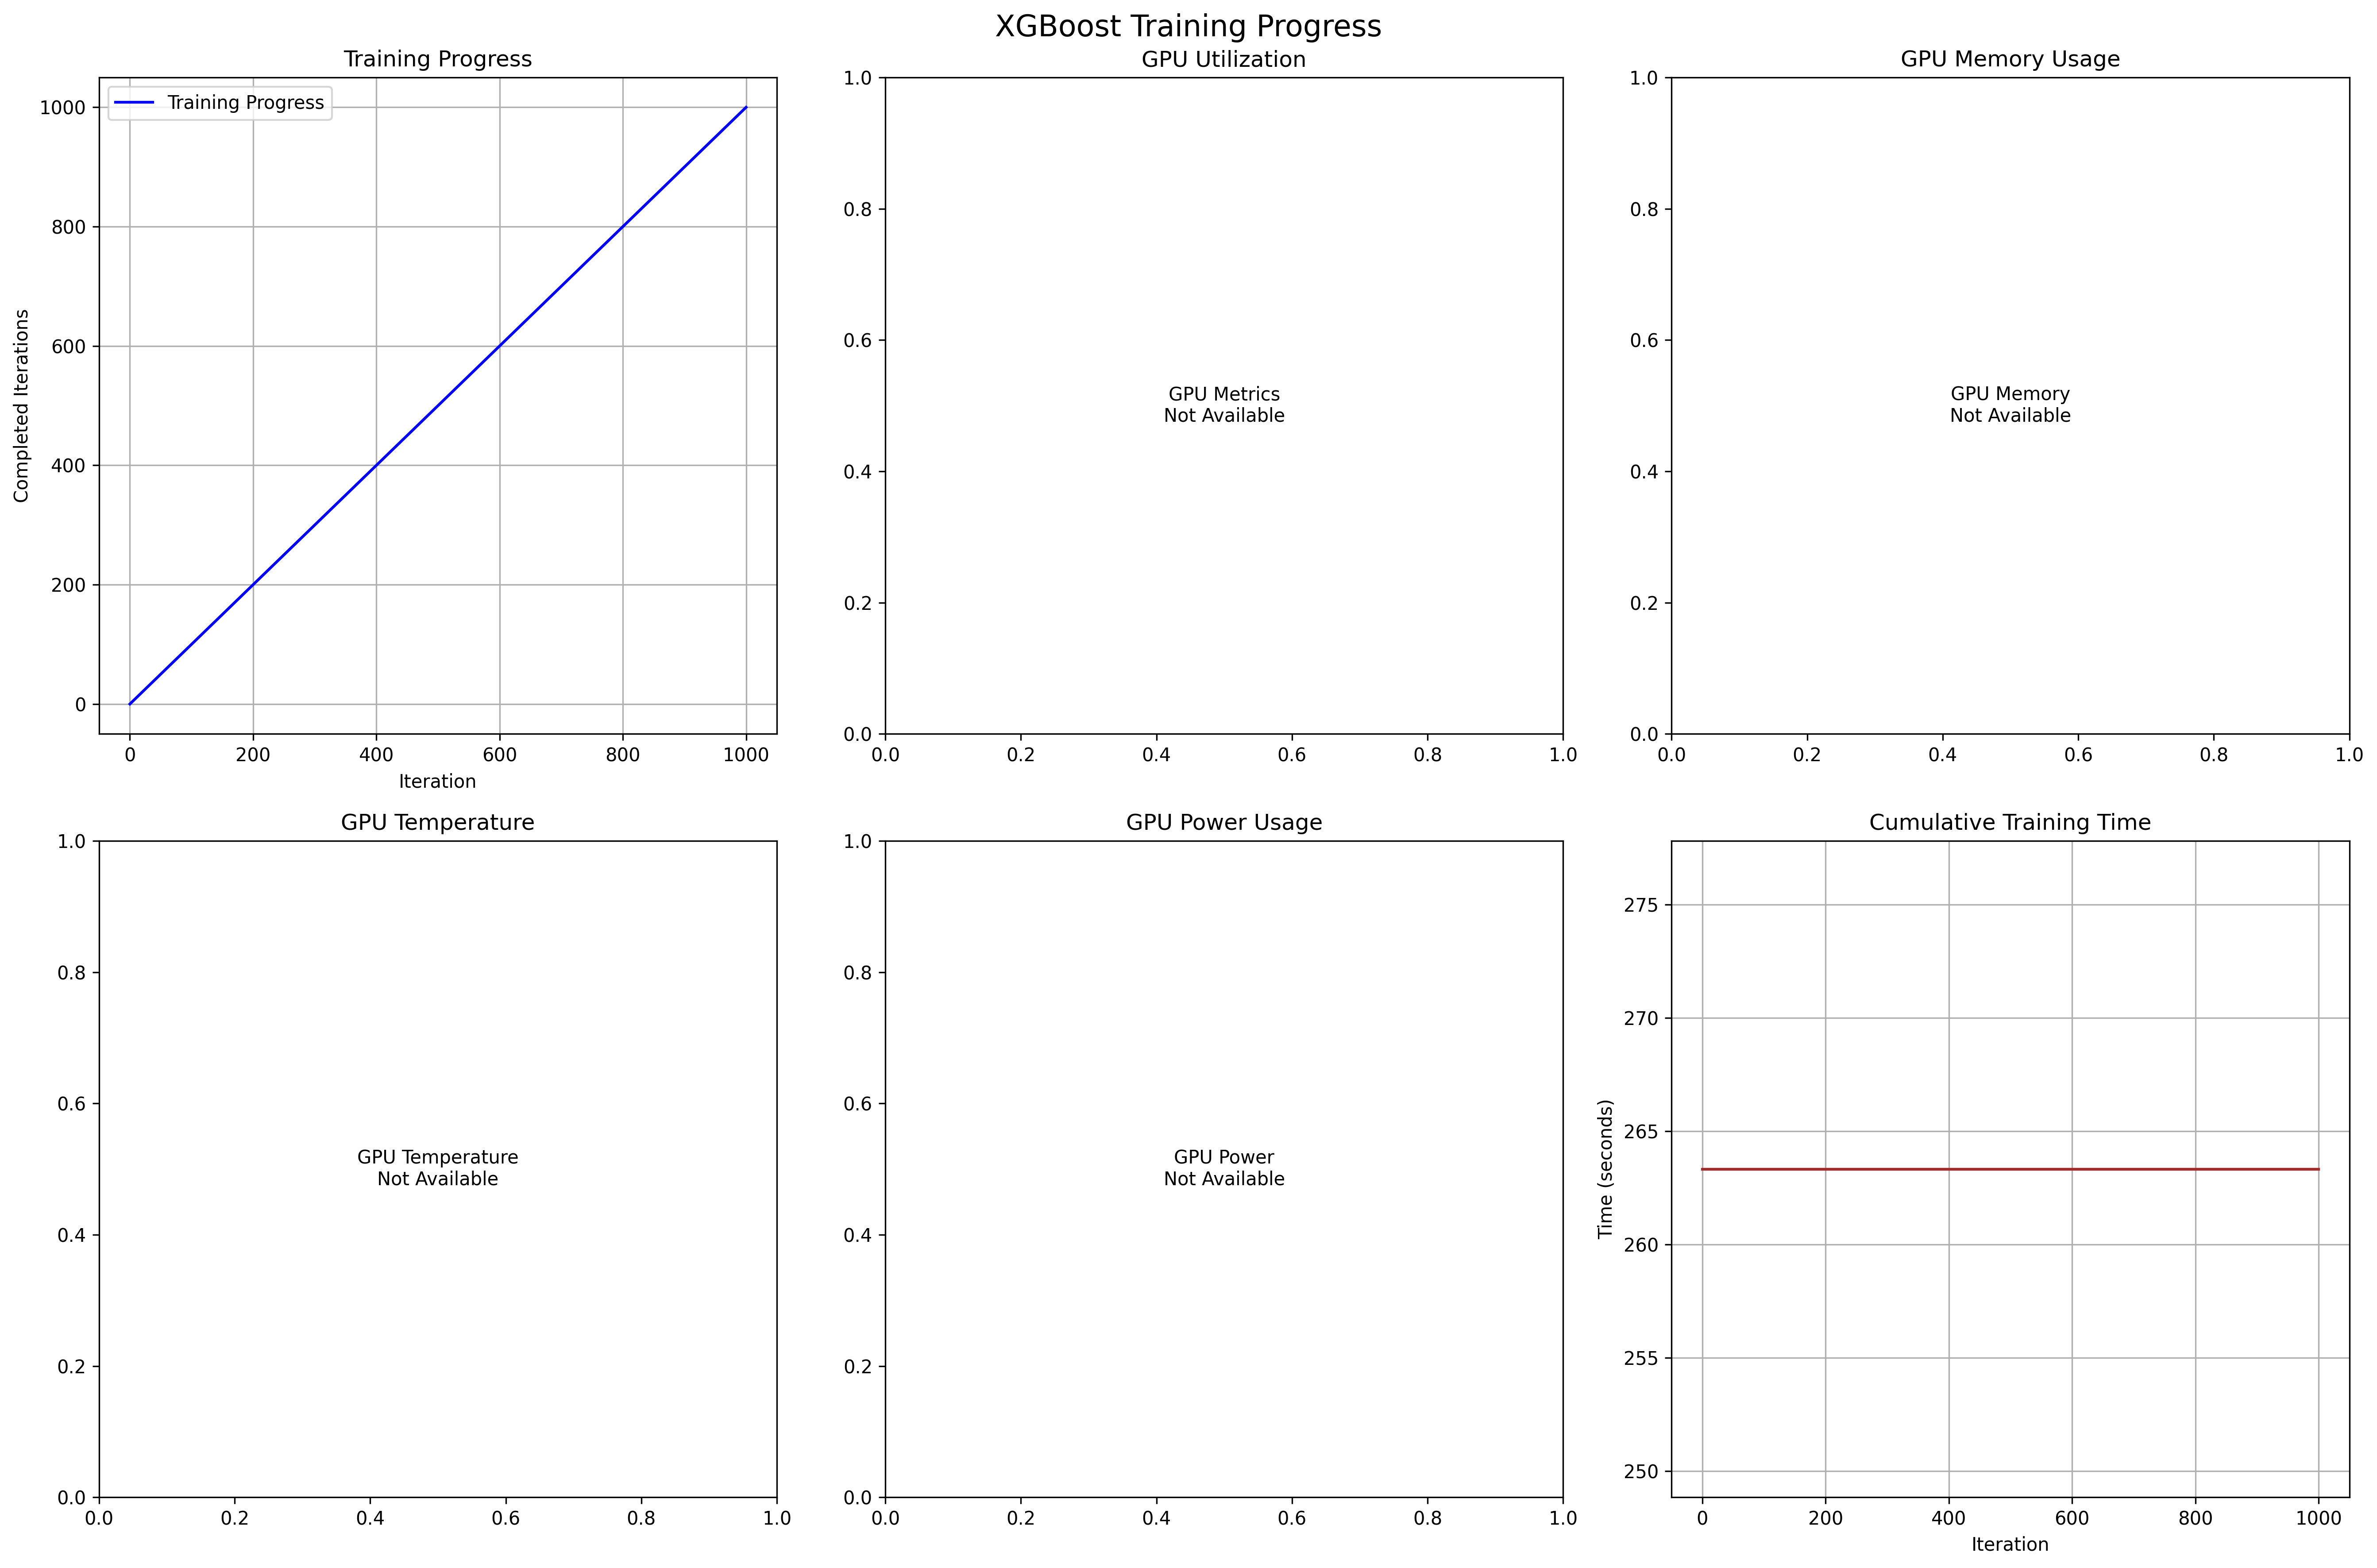 XGBoost Training Progress
Training Progress
Training Progress
1000
800
600
400
200
0
Completed Iterations
0 200 400 600 800 1000
Iteration
GPU Utilization
1.0
0.8
0.6
0.4
0.2
0.0
GPU Metrics
Not Available
0.0 0.2 0.4 0.6 0.8 1.0
GPU Memory Usage
1.0
0.8
0.6
0.4
0.2
0.0
GPU Memory
Not Available
0.0 0.2 0.4 0.6 0.8 1.0
GPU Temperature
1.0
0.8
0.6
0.4
0.2
0.0
GPU Temperature
Not Available
0.0 0.2 0.4 0.6 0.8 1.0
GPU Power Usage
1.0
0.8
0.6
0.4
0.2
0.0
GPU Power
Not Available
0.0 0.2 0.4 0.6 0.8 1.0
Cumulative Training Time
275
270
265
260
255
250
Time (seconds)
0 200 400 600 800 1000
Iteration